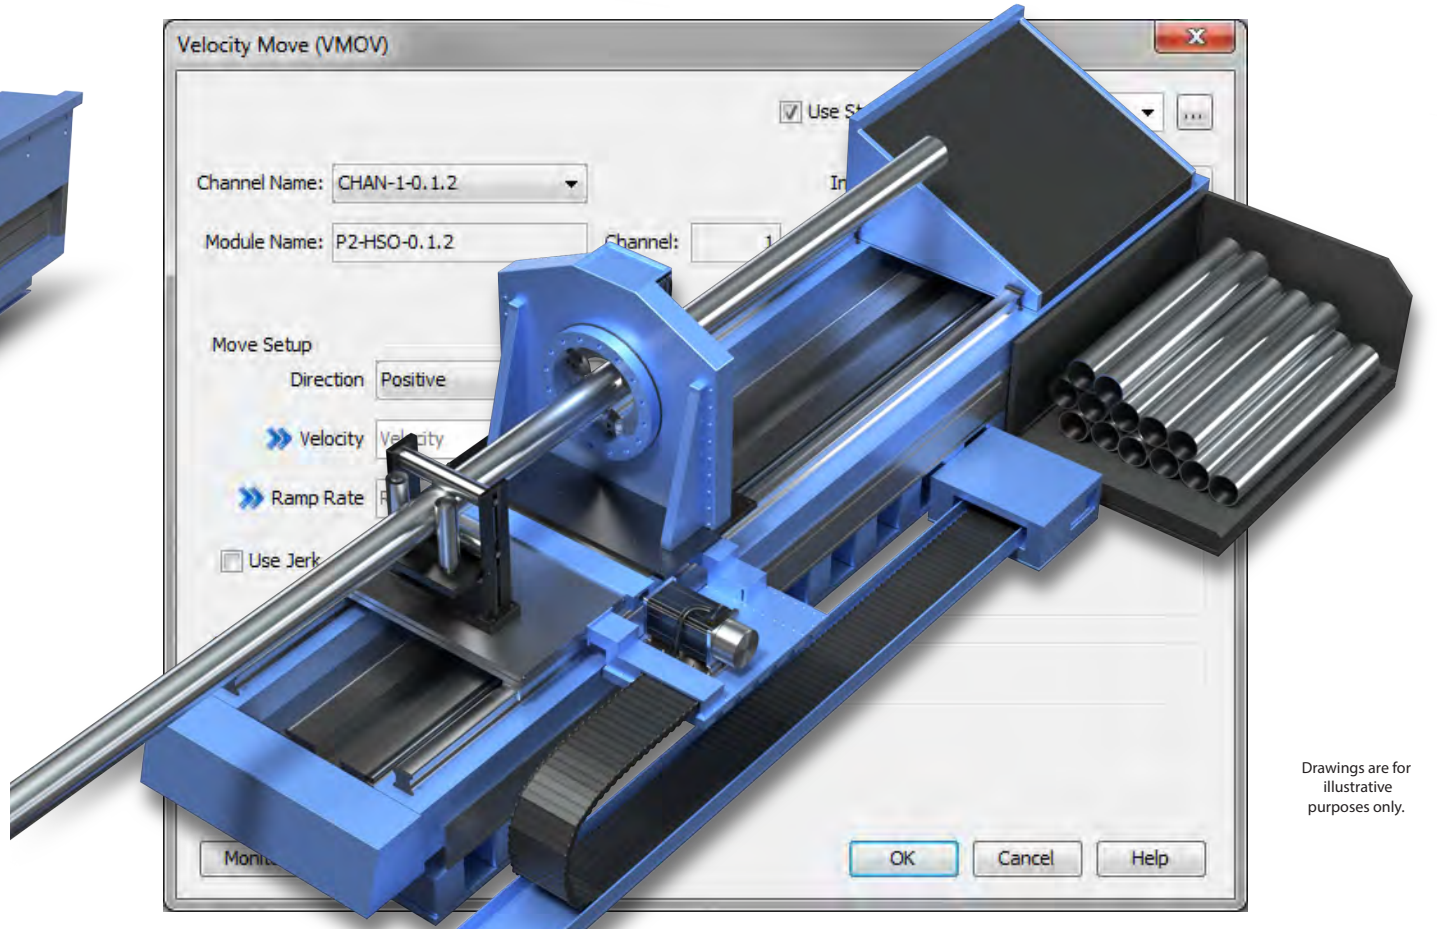 Velocity Move (VMOV)
Use
Channel Name: CHAN-1-0.1.2
Module Name: P2-HSO-0.1.2 Channel: 1
Move Setup
Direction Positive
Velocity Velocity
Ramp Rate
Use Jerk
Drawings are for
illustrative
purposes only.
OK Cancel Help